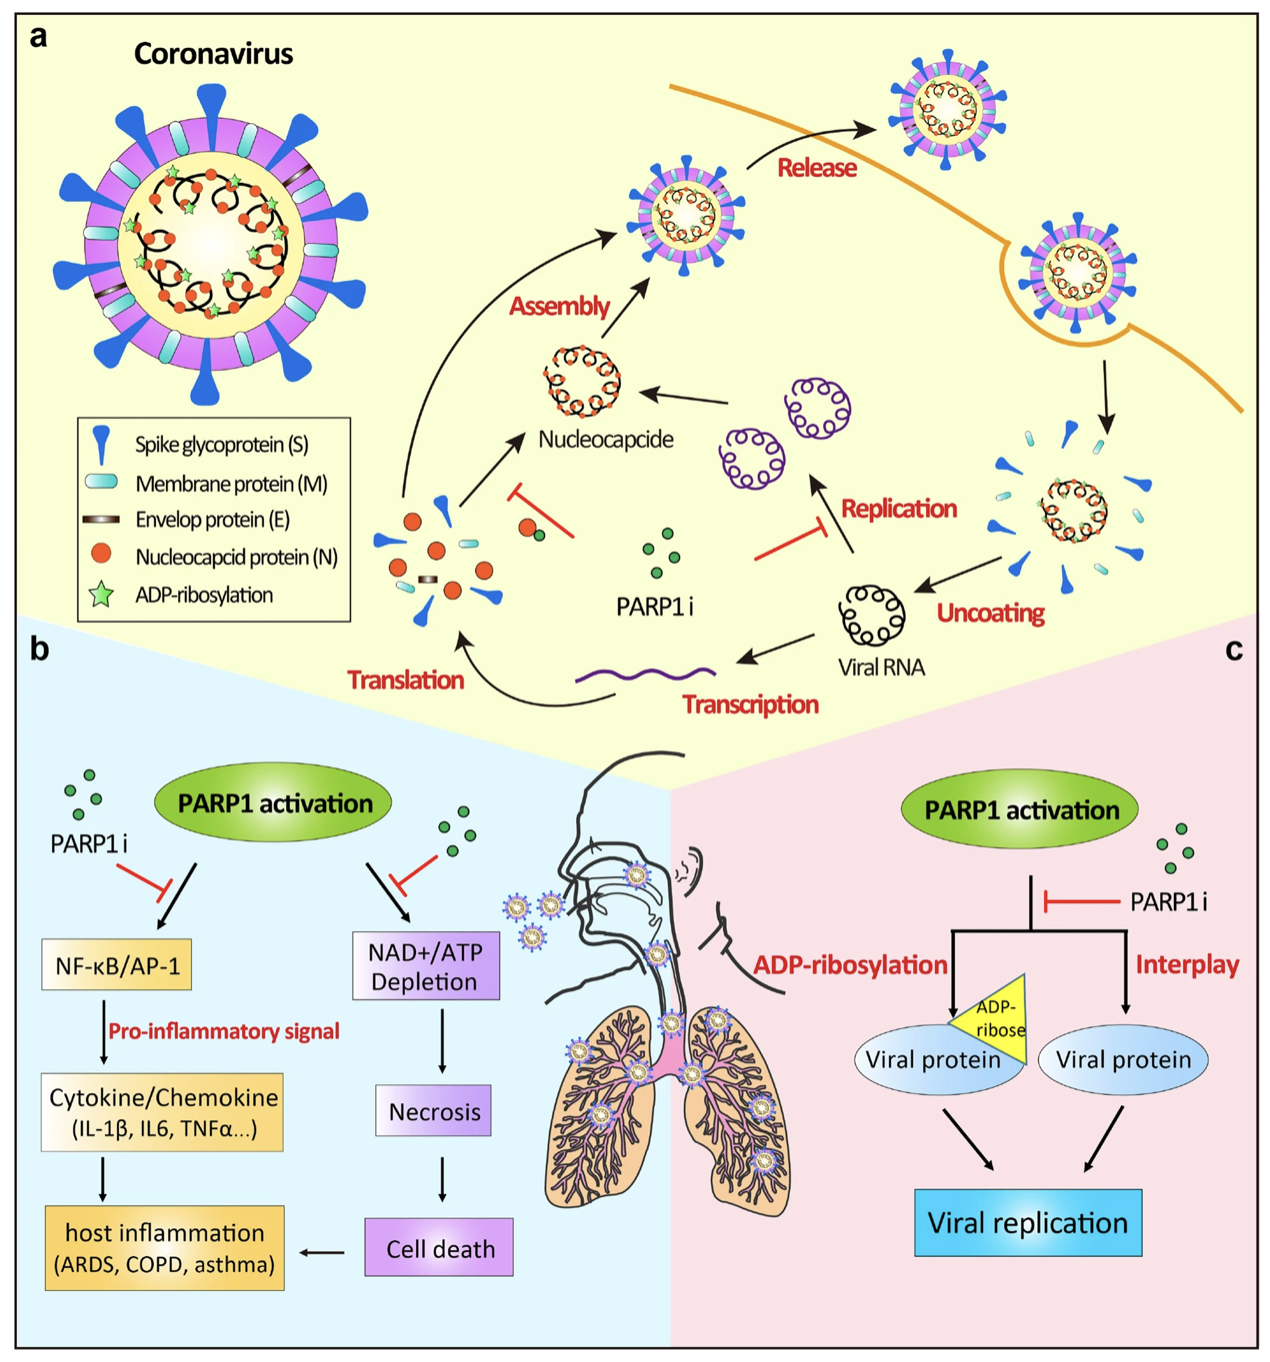 a
Coronavirus
Spike glycoprotein (S)
Membrane protein (M)
Envelop protein (E)
Nucleocapcid protein (N)
ADP-ribosylation
Release
Assembly
Nucleocapcide
Replication
PARP1 i
Uncoating
Viral RNA
Translation
Transcription
b
PARP1 activation
PARP1 i
NF-κB/AP-1
NAD+/ATP
Depletion
Pro-inflammatory signal
Cytokine/Chemokine
(IL-1β, IL6, TNFα...)
Necrosis
host inflammation
(ARDS, COPD, asthma)
Cell death
c
PARP1 activation
PARP1 i
ADP-ribosylation
Interplay
ADP-
ribose
Viral protein
Viral protein
Viral replication